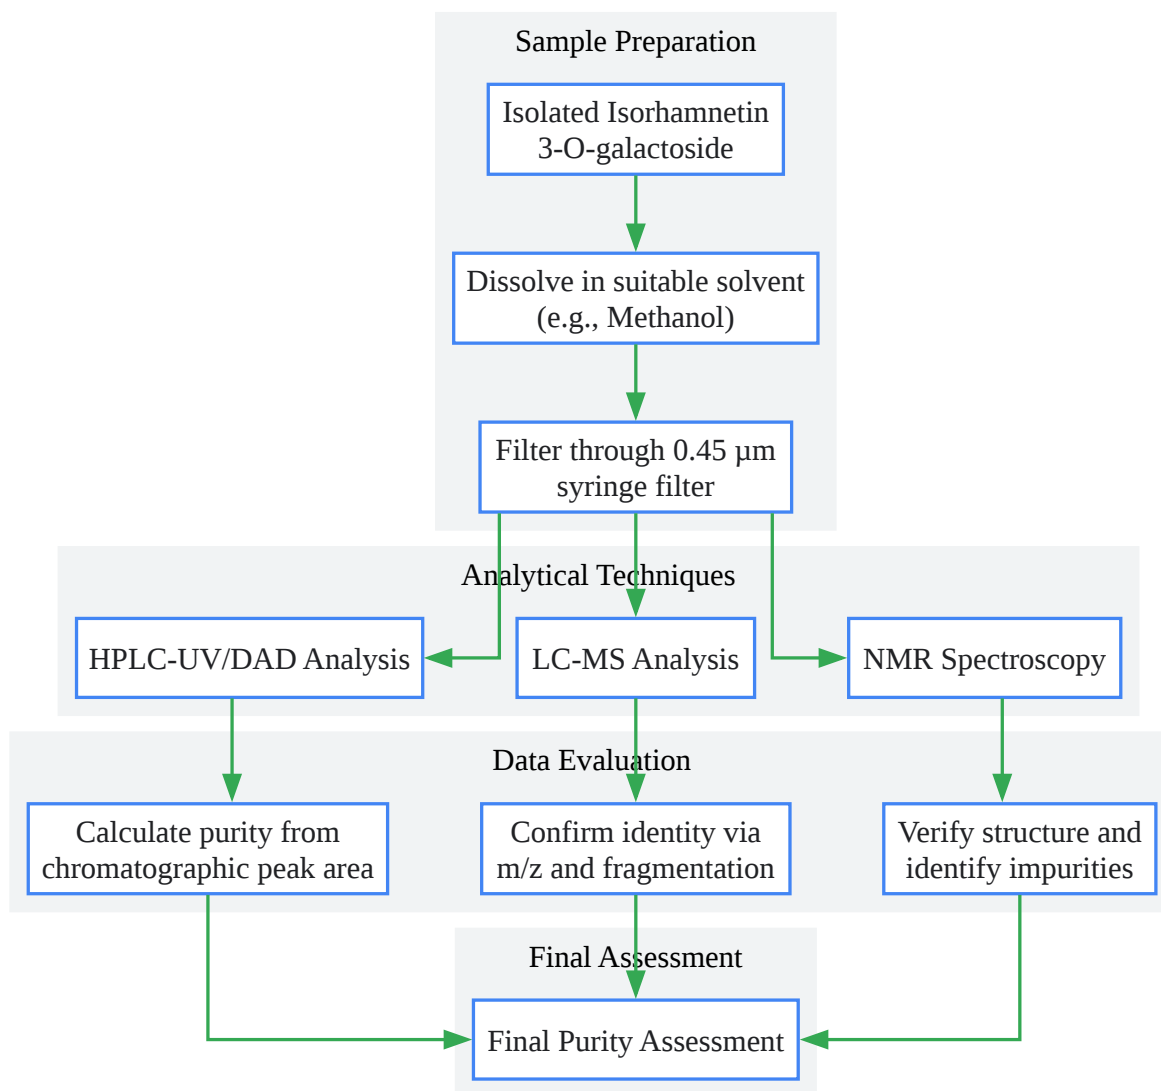 Sample Preparation
Isolated Isorhamnetin
3-O-galactoside
Dissolve in suitable solvent
(e.g., Methanol)
Filter through 0.45 µm
syringe filter
Analytical Techniques
HPLC-UV/DAD Analysis
LC-MS Analysis
NMR Spectroscopy
Data Evaluation
Calculate purity from
chromatographic peak area
Confirm identity via
m/z and fragmentation
Verify structure and
identify impurities
Final Assessment
Final Purity Assessment